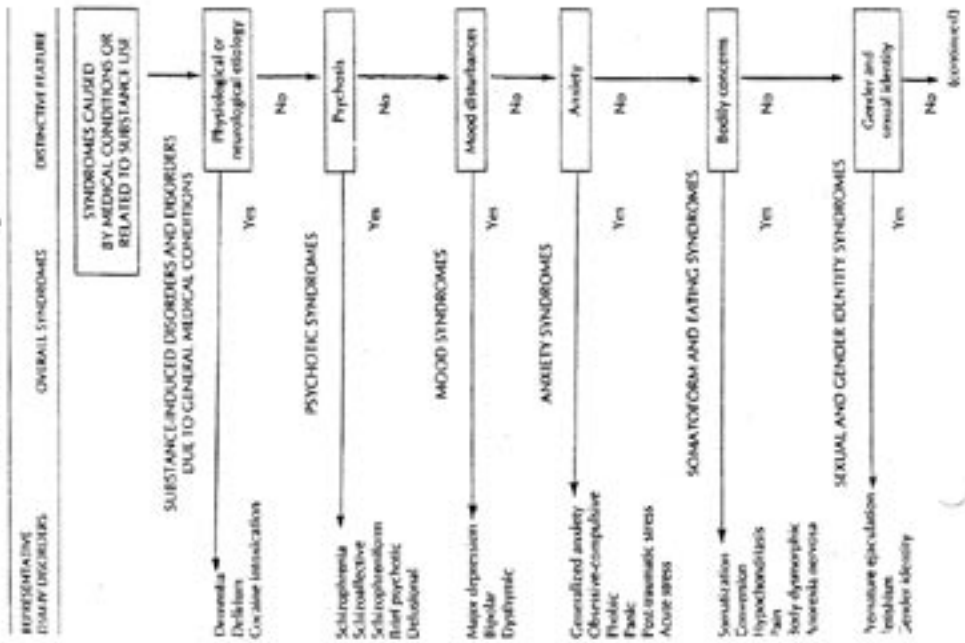 REPRESENTATIVE
DSM-IV DISORDERS
OVERALL SYNDROMES
DISTINCTIVE FEATURE
SYNDROMES CAUSED
BY MEDICAL CONDITIONS OR
RELATED TO SUBSTANCE USE
SUBSTANCE-INDUCED DISORDERS AND DISORDERS
DUE TO GENERAL MEDICAL CONDITIONS
Dementia
Delirium
Cocaine intoxication
Yes
Physiological or
neurological etiology
No
PSYCHOTIC SYNDROMES
Schizophrenia
Schizoaffective
Schizophreniform
Brief psychotic
Delusional
Yes
Psychosis
No
MOOD SYNDROMES
Major depression
Bipolar
Dysthymic
Yes
Mood disturbances
No
ANXIETY SYNDROMES
Generalized anxiety
Obsessive-compulsive
Phobic
Panic
Post-traumatic stress
Acute stress
Yes
Anxiety
No
SOMATOFORM AND EATING SYNDROMES
Somatization
Conversion
Hypochondriasis
Pain
Body dysmorphic
Anorexia nervosa
Yes
Bodily concerns
No
SEXUAL AND GENDER IDENTITY SYNDROMES
Premature ejaculation
Fetishism
Gender identity
Yes
Gender and
sexual identity
No
(continued)